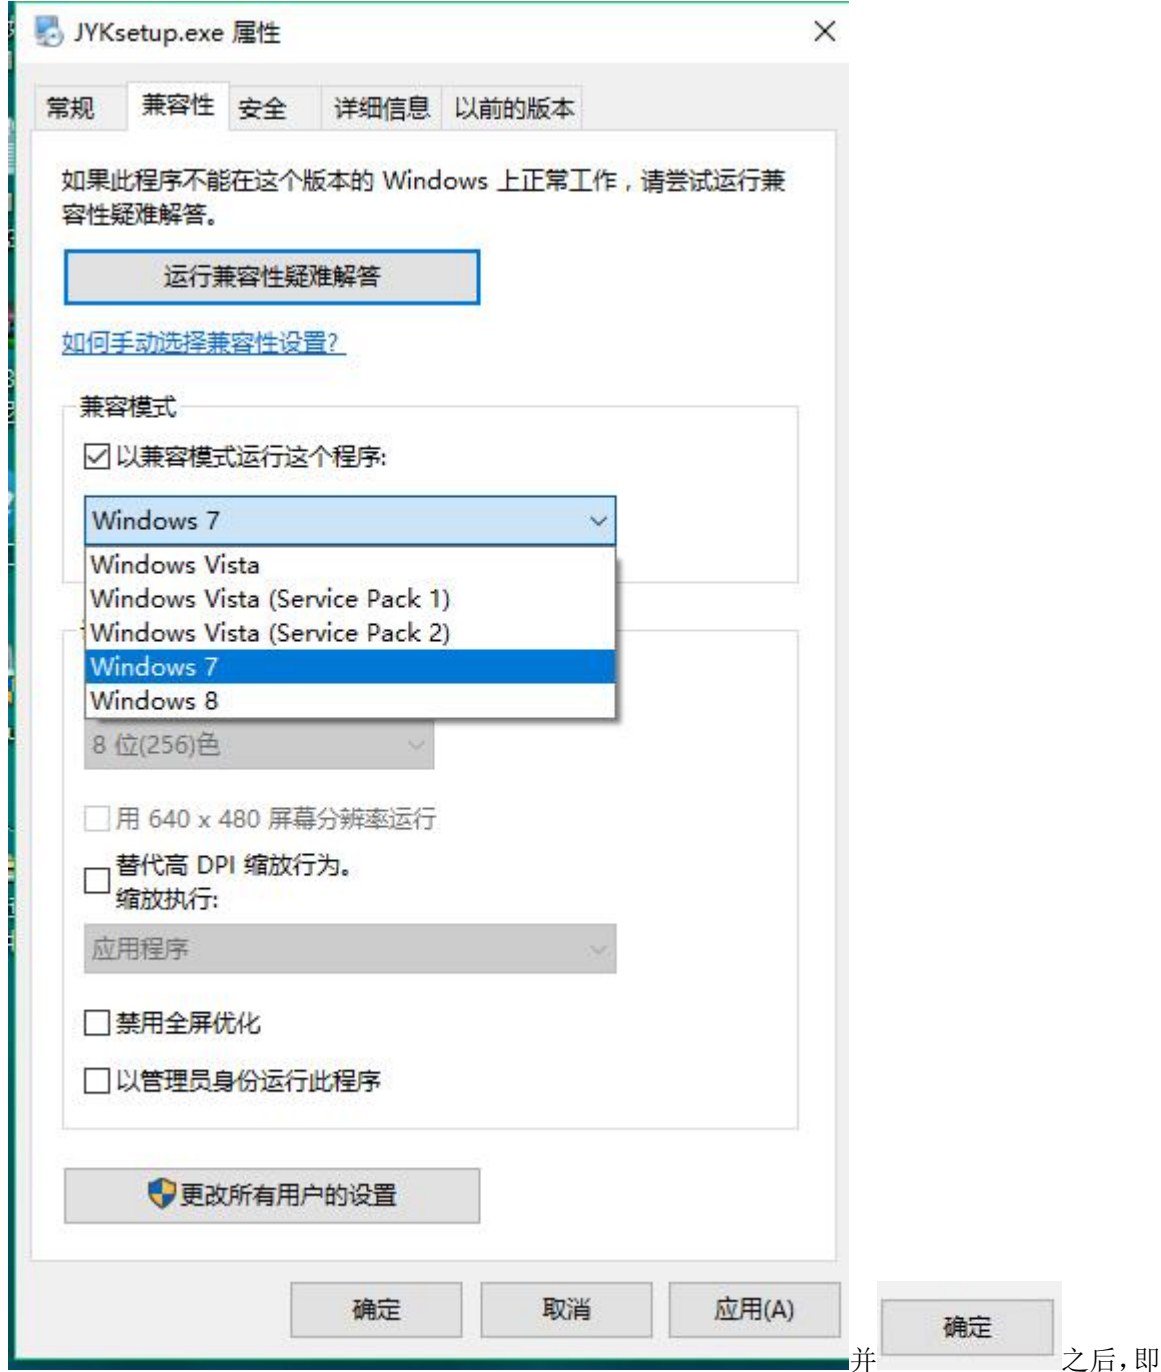 JYKsetup.exe 属性
常规 兼容性 安全 详细信息 以前的版本
如果此程序不能在这个版本的 Windows 上正常工作，请尝试运行兼
容性疑难解答。
运行兼容性疑难解答
如何手动选择兼容性设置？
兼容模式
以兼容模式运行这个程序:
Windows 7
Windows Vista
Windows Vista (Service Pack 1)
Windows Vista (Service Pack 2)
Windows 7
Windows 8
8 位(256)色
用 640 x 480 屏幕分辨率运行
替代高 DPI 缩放行为。
缩放执行:
应用程序
禁用全屏优化
以管理员身份运行此程序
更改所有用户的设置
确定 取消 应用(A)
并 确定 之后，即